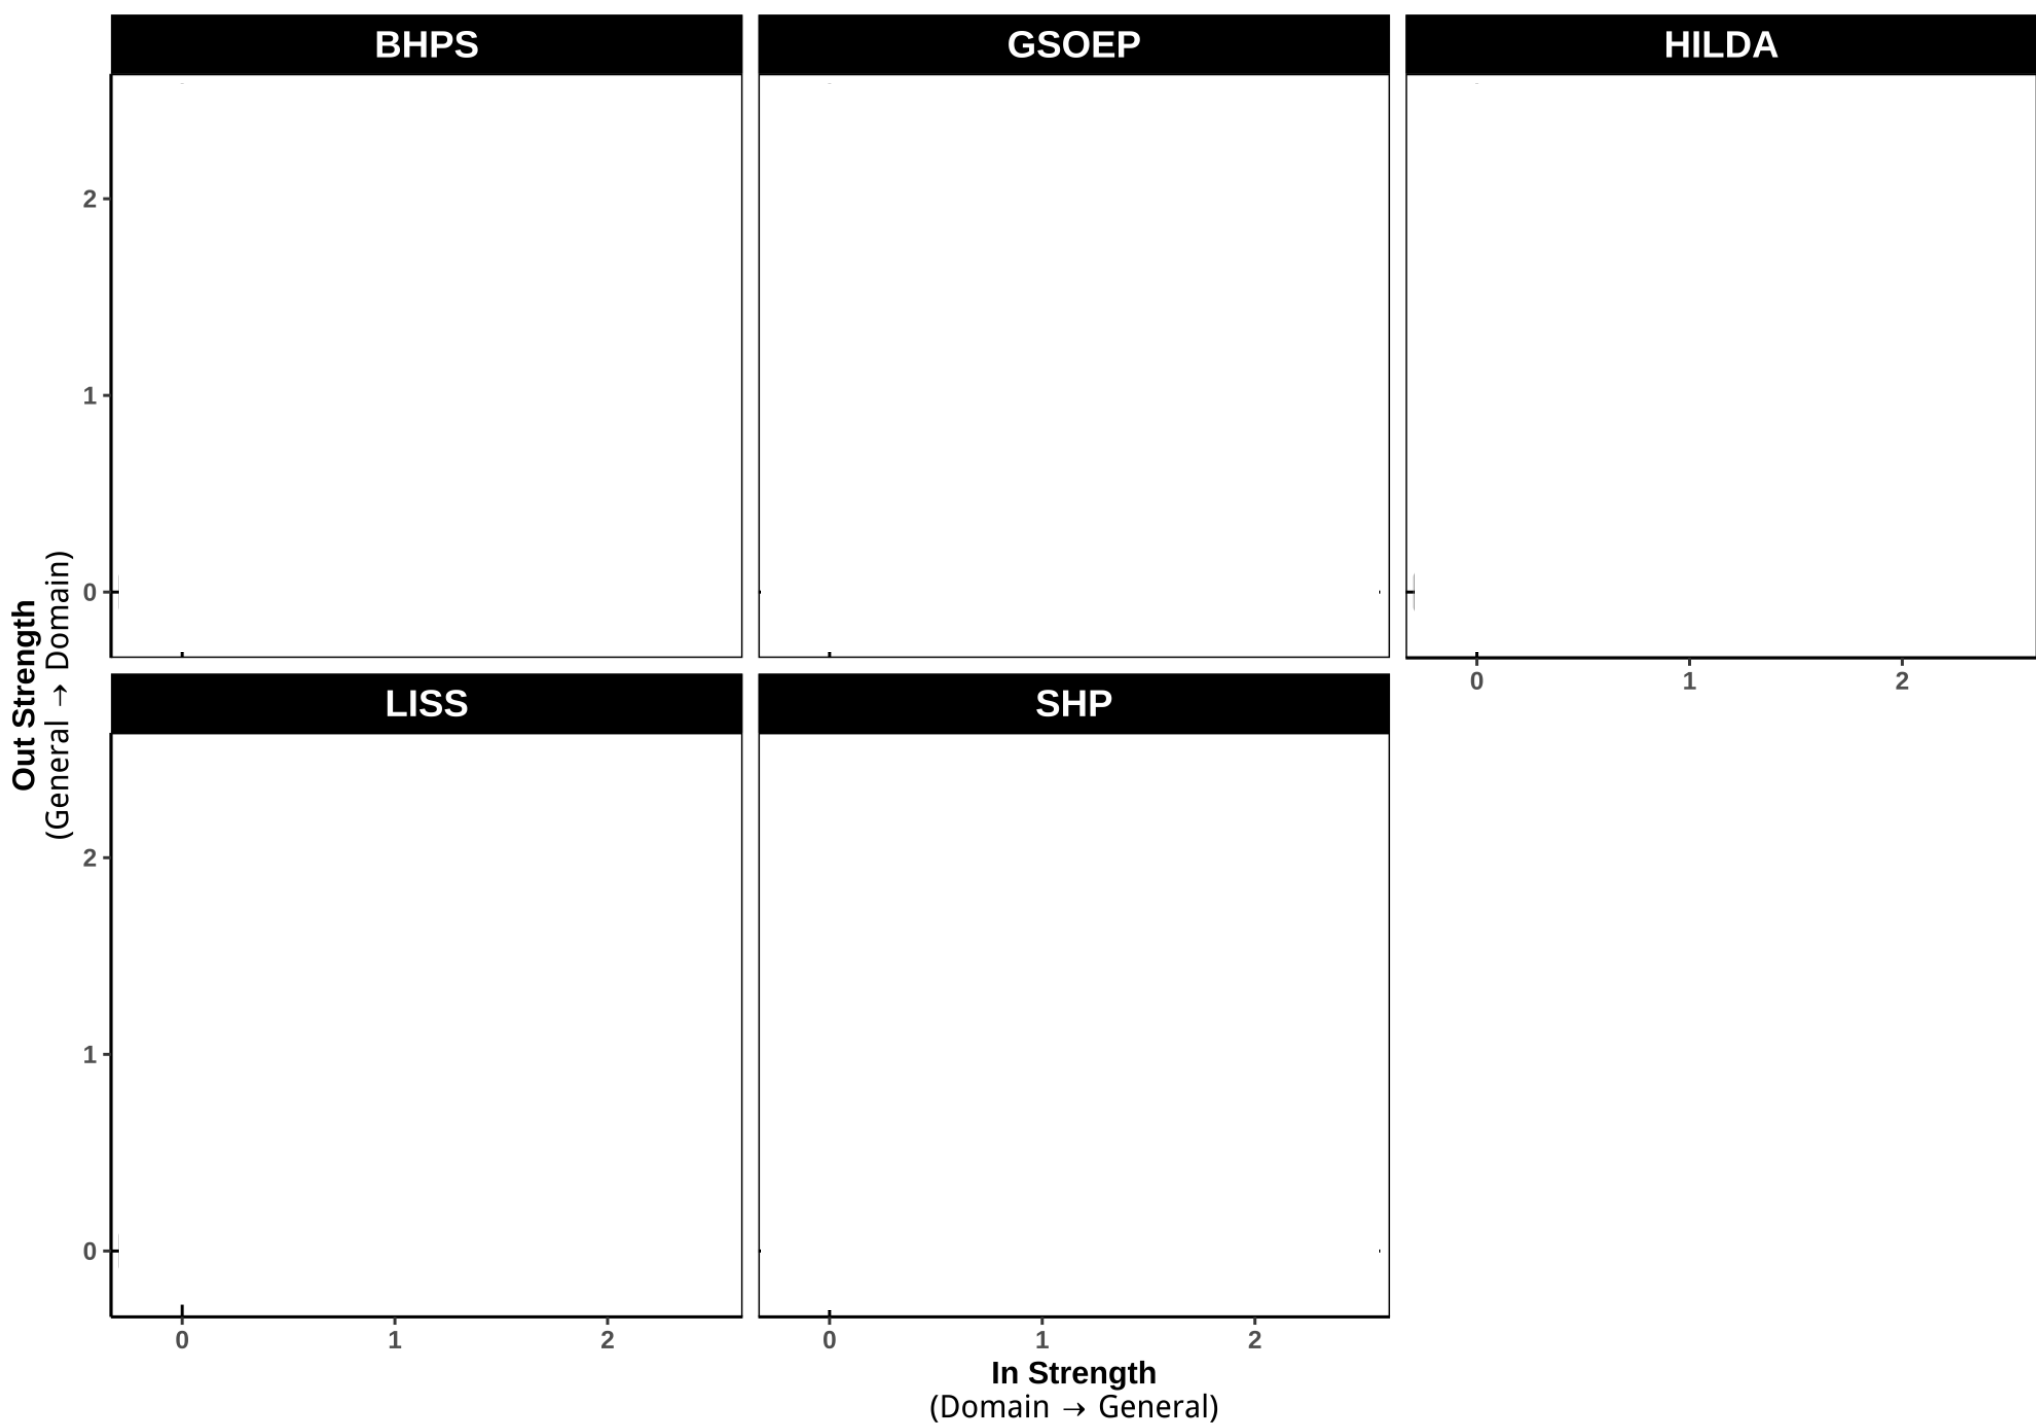 BHPS
GSOEP
HILDA
2
1
0
0
1
2
Out Strength
(General → Domain)
LISS
SHP
2
1
0
0
1
2
0
1
2
In Strength
(Domain → General)